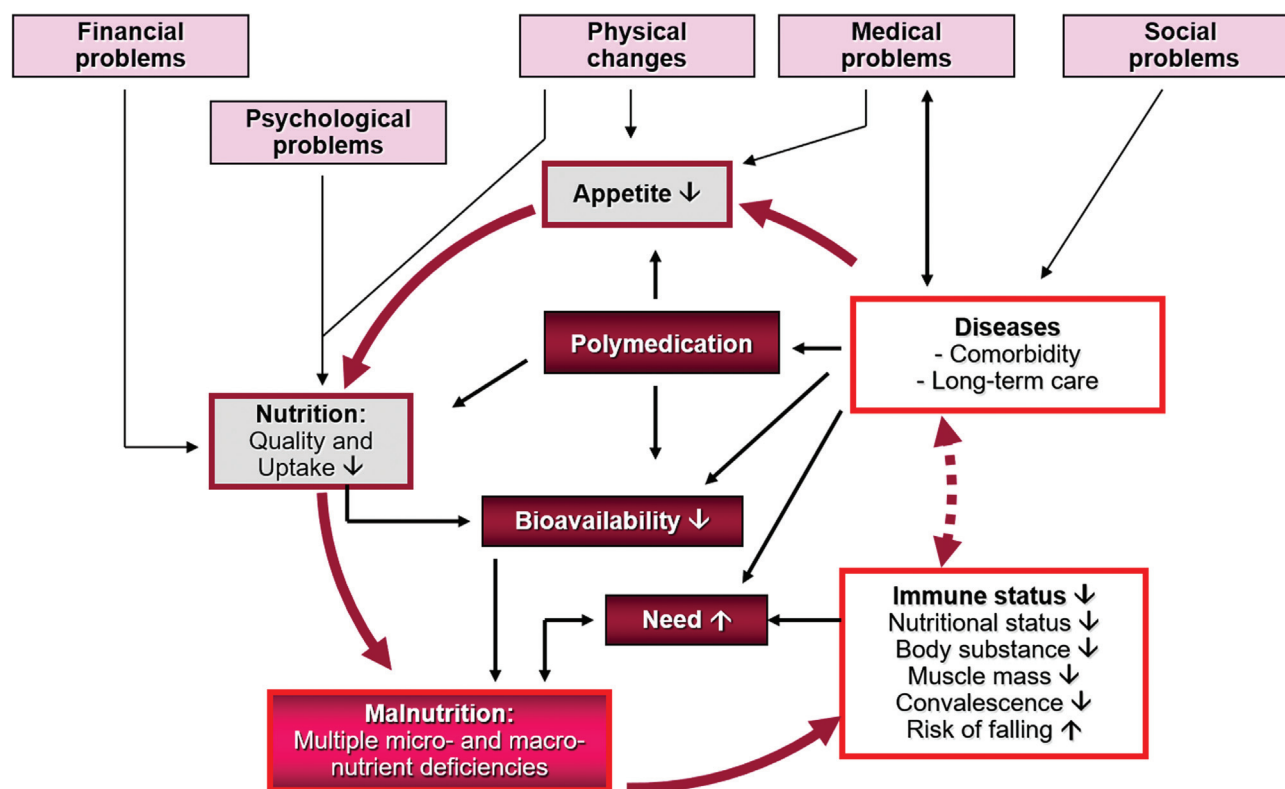 Financial
problems
Physical
changes
Medical
problems
Social
problems
Psychological
problems
Appetite ↓
Polymedication
Diseases
- Comorbidity
- Long-term care
Nutrition:
Quality and
Uptake ↓
Bioavailability ↓
Need ↑
Immune status ↓
Nutritional status ↓
Body substance ↓
Muscle mass ↓
Convalescence ↓
Risk of falling ↑
Malnutrition:
Multiple micro- and macro-
nutrient deficiencies